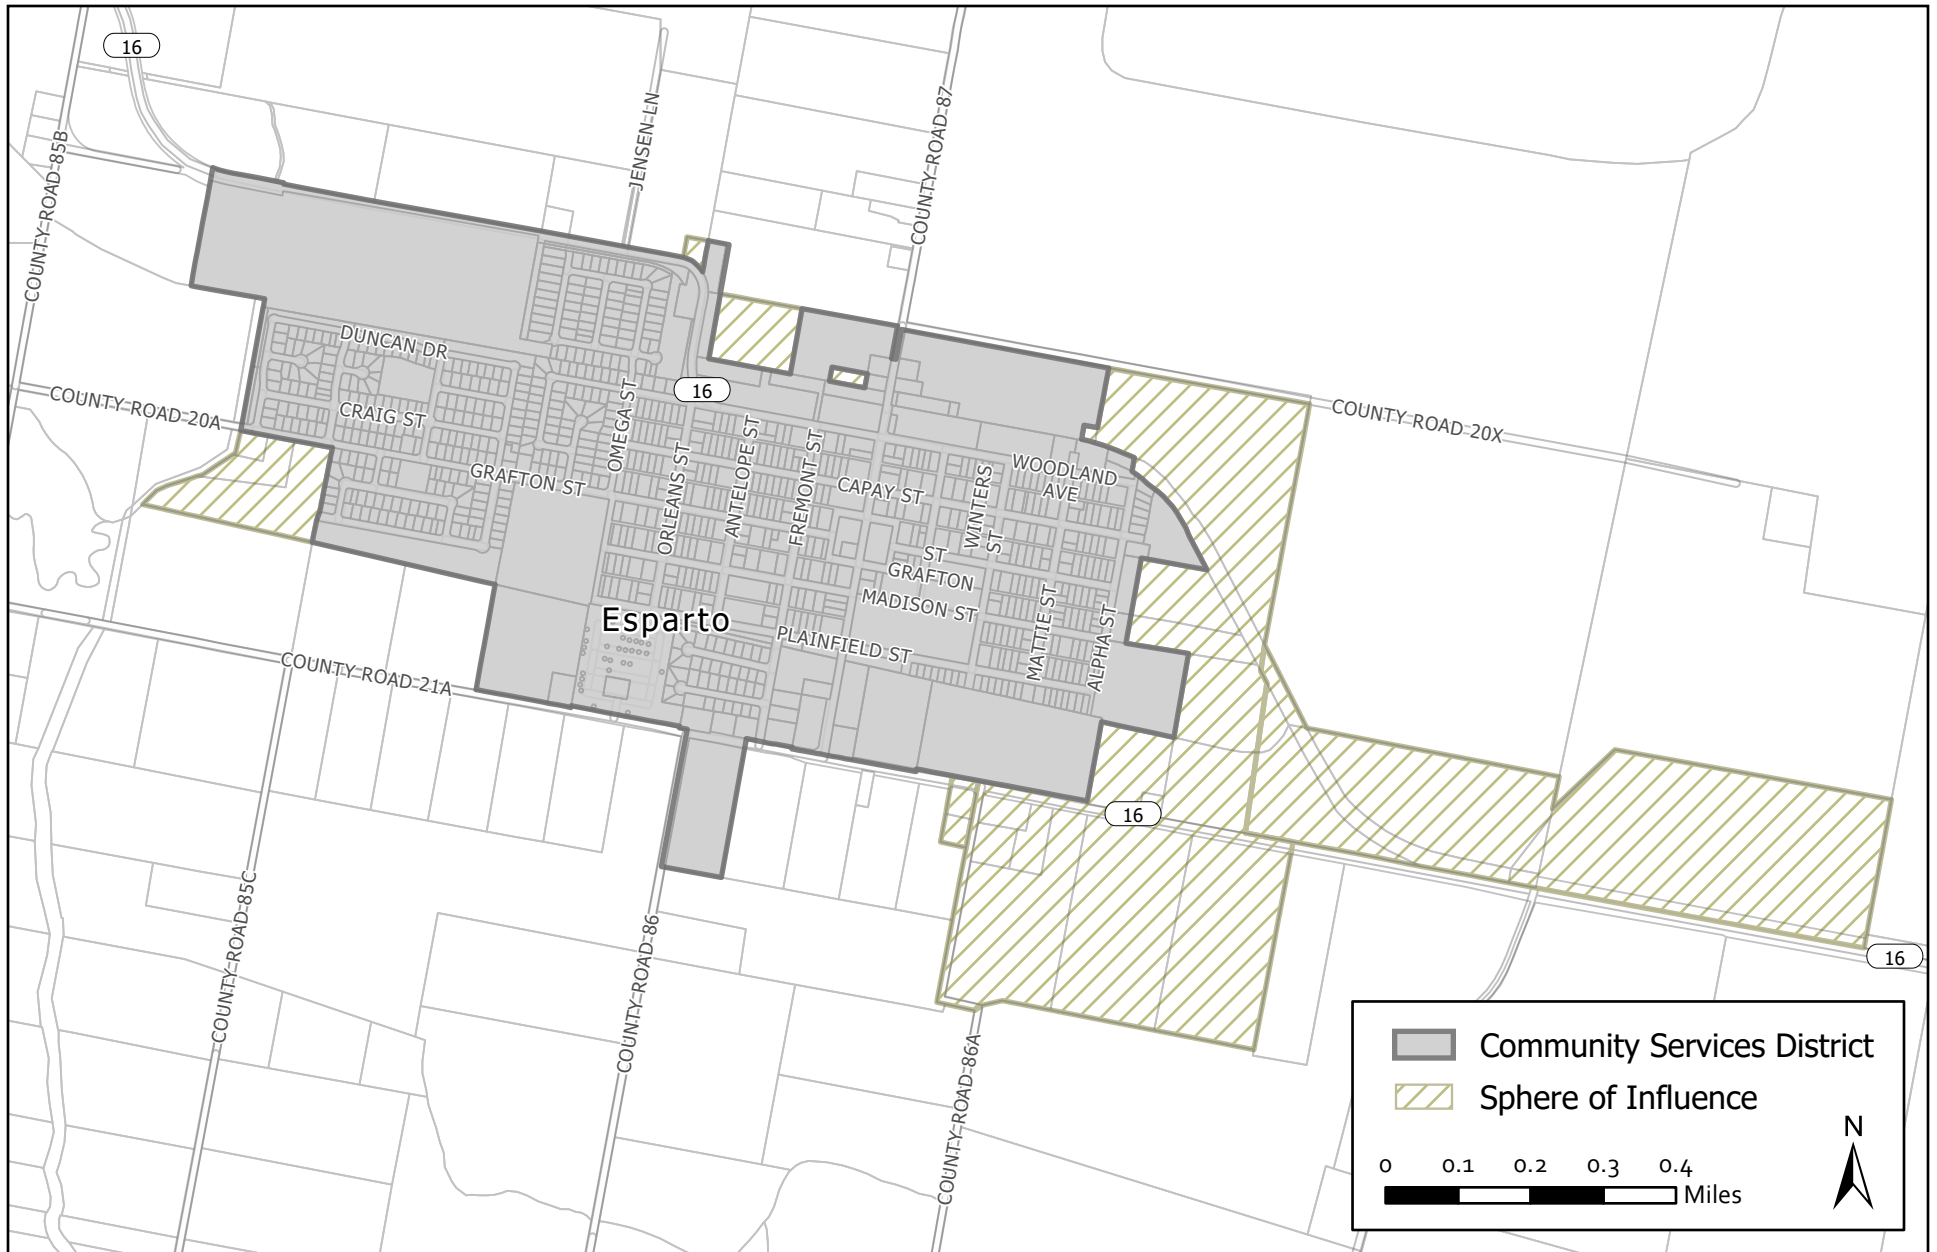 16
COUNTY ROAD 85B
JENSEN LN
COUNTY ROAD 87
DUNCAN DR
COUNTY ROAD 20A
CRAIG ST
16
OMEGA ST
GRAFTON ST
ORLEANS ST
ANTELOPE ST
FREMONT ST
CAPAY ST
WINTERS
ST
WOODLAND
AVE
COUNTY ROAD 20X
ST
GRAFTON
MADISON ST
Esparto
PLAINFIELD ST
MATTIE ST
ALPHA ST
COUNTY ROAD 21A
16
COUNTY ROAD 85C
COUNTY ROAD 86
16
COUNTY ROAD 86A
Community Services District
Sphere of Influence
N
0 0.1 0.2 0.3 0.4
Miles